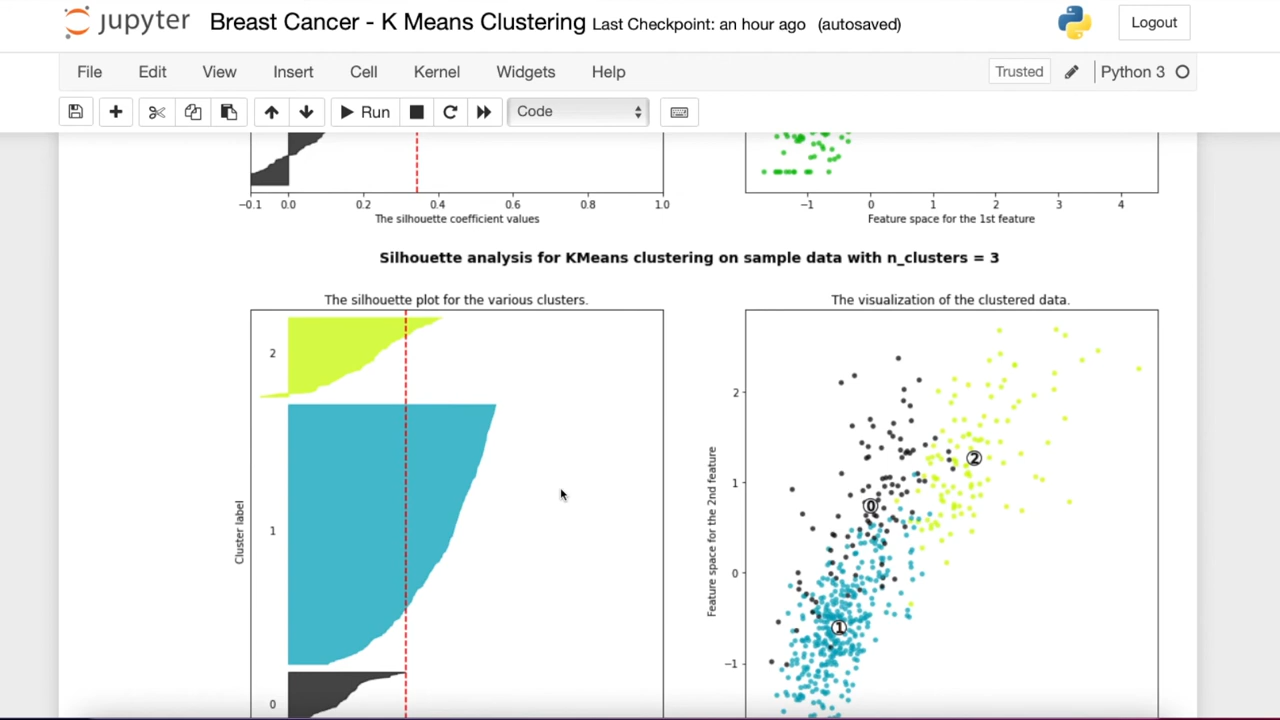 jupyter Breast Cancer - K Means Clustering Last Checkpoint: an hour ago (autosaved) Logout
File Edit View Insert Cell Kernel Widgets Help Trusted Python 3
Run Code
−0.1 0.0 0.2 0.4 0.6 0.8 1.0
The silhouette coefficient values
−1 0 1 2 3 4
Feature space for the 1st feature
Silhouette analysis for KMeans clustering on sample data with n_clusters = 3
The silhouette plot for the various clusters.
2
1
0
Cluster label
The visualization of the clustered data.
2
1
0
−1
Feature space for the 2nd feature
2
0
1